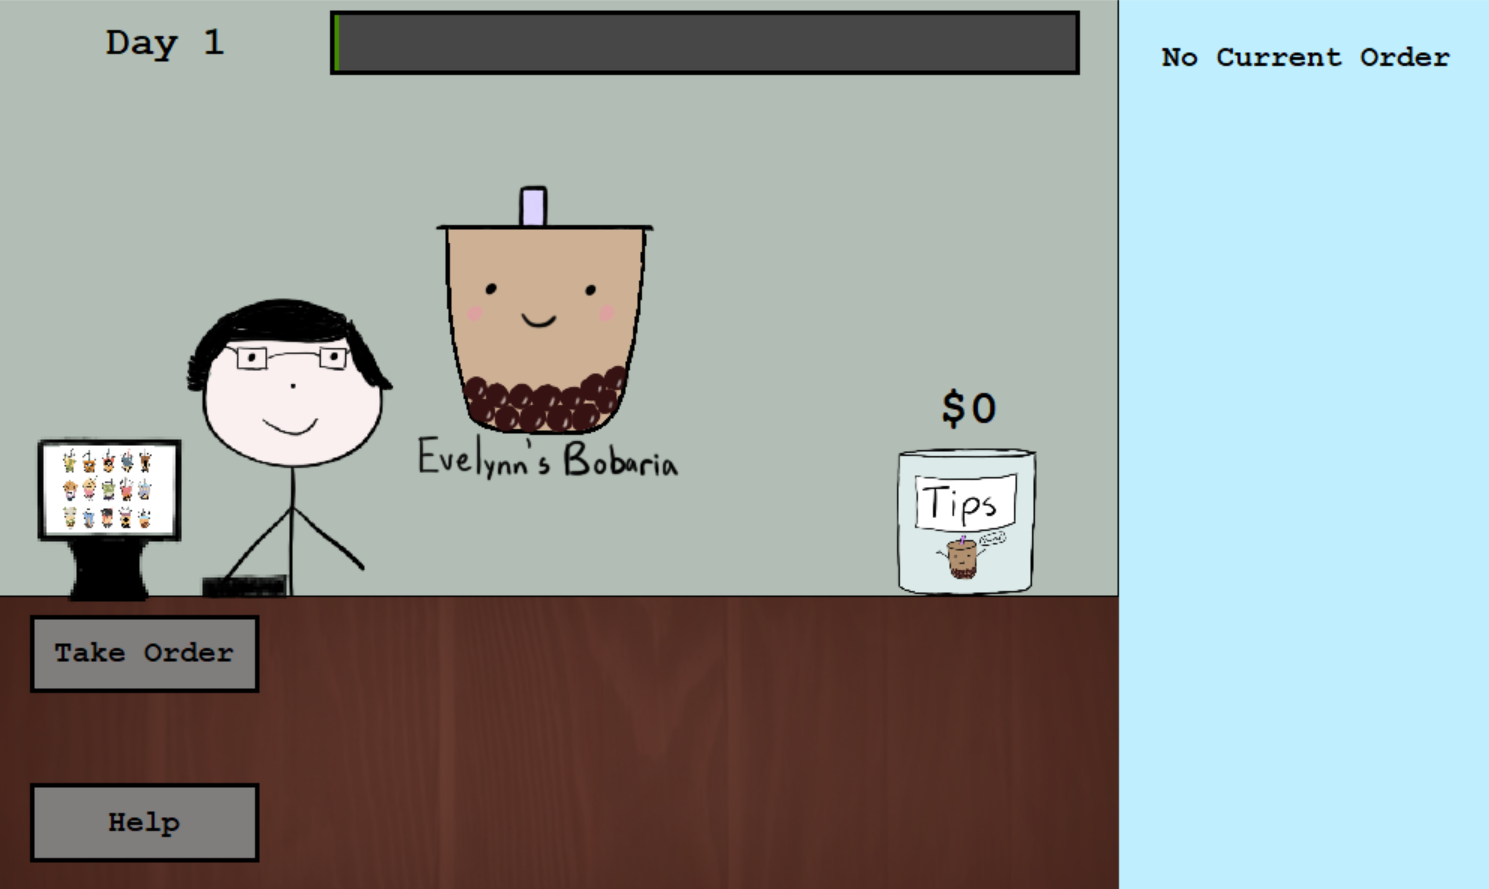 Day 1
No Current Order
Evelynn's Bobaria
$0
Tips
Take Order
Help